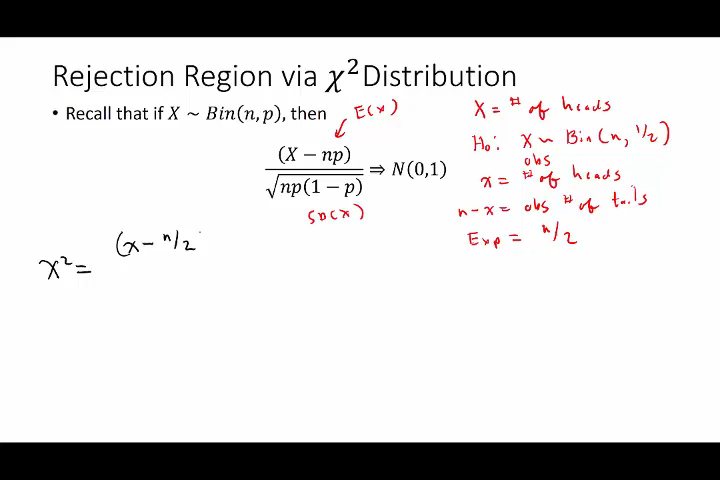 Rejection Region via χ² Distribution
• Recall that if X ~ Bin(n, p), then
E(x)
(X − np)
√np(1 − p)
⇒ N(0,1)
SD(x)
X = # of heads
H₀: X ~ Bin(n, 1/2)
x = obs # of heads
n − x = obs # of tails
Exp = n/2
χ² =
(x − n/2